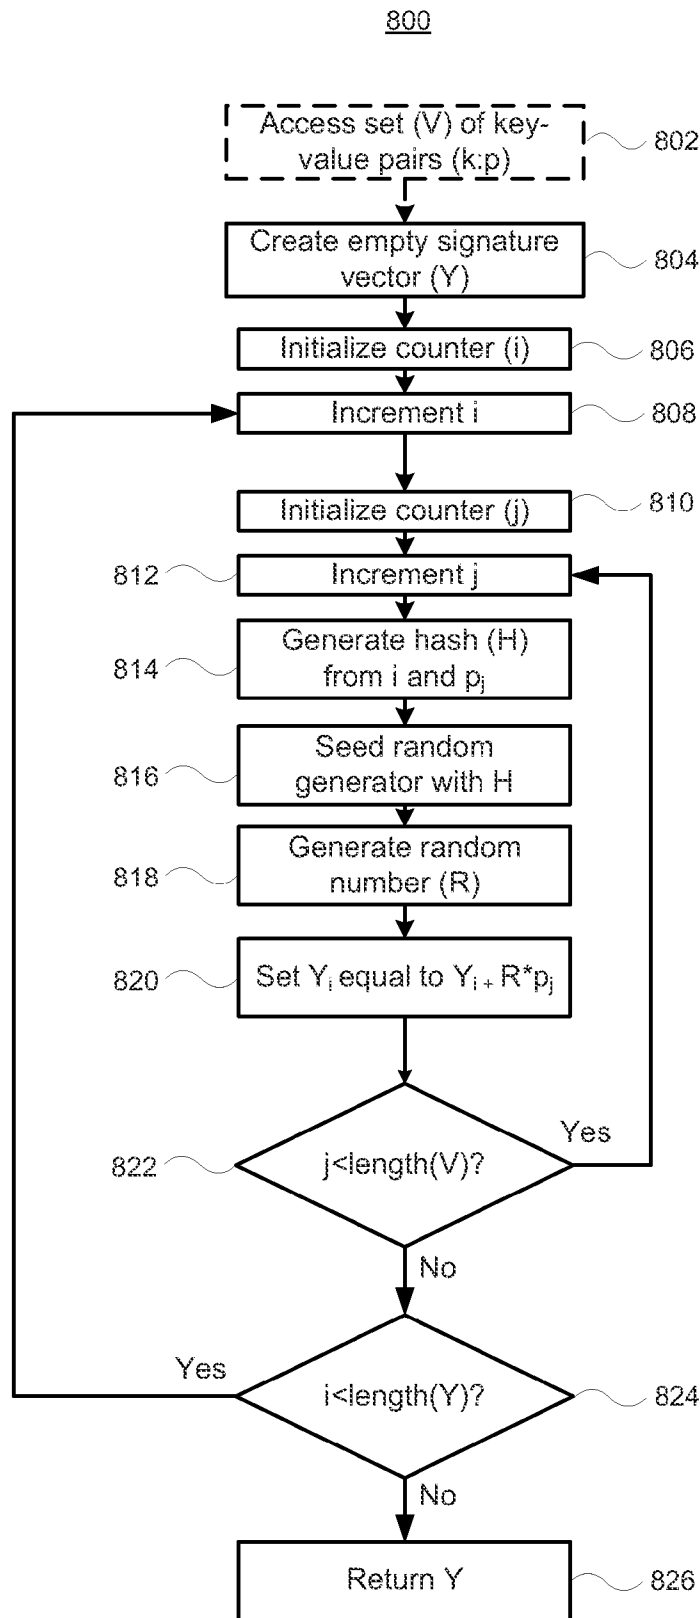 800
Access set (V) of key-
value pairs (k:p)
802
Create empty signature
vector (Y)
804
Initialize counter (i)
806
Increment i
808
Initialize counter (j)
810
812
Increment j
814
Generate hash (H)
from i and pj
816
Seed random
generator with H
818
Generate random
number (R)
820
Set Yi equal to Yi + R*pj
822
j<length(V)?
Yes
No
Yes
i<length(Y)?
824
No
Return Y
826